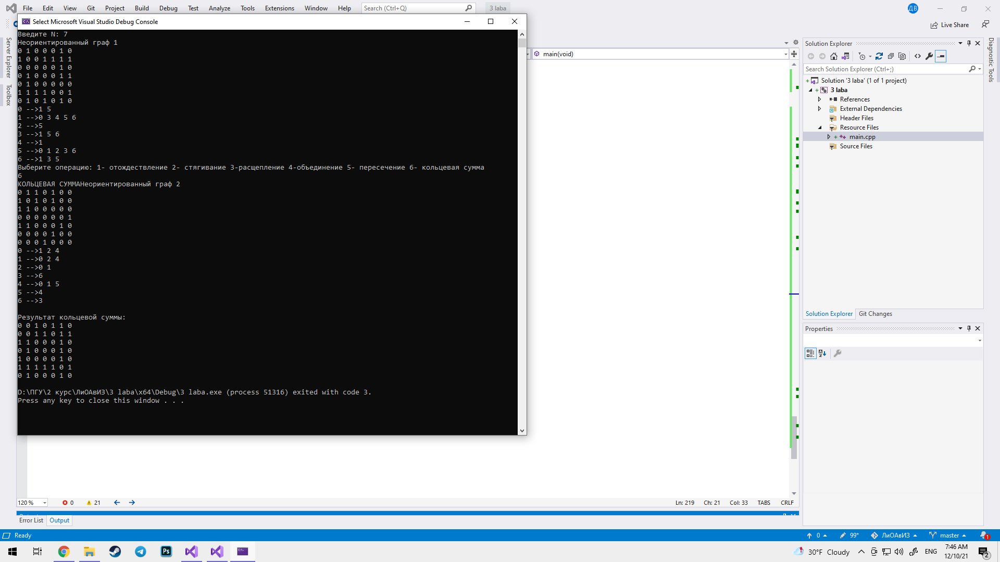 File Edit View Git Project Build Debug Test Analyze Tools Extensions Window Help Search (Ctrl+Q) 3 laba ДВ
Live Share
Select Microsoft Visual Studio Debug Console
Введите N: 7
Неориентированный граф 1
0 1 0 0 0 1 0
1 0 0 1 1 1 1
0 0 0 0 0 1 0
0 1 0 0 0 1 1
0 1 0 0 0 0 0
1 1 1 1 0 0 1
0 1 0 1 0 1 0
0 -->1 5
1 -->0 3 4 5 6
2 -->5
3 -->1 5 6
4 -->1
5 -->0 1 2 3 6
6 -->1 3 5
Выберите операцию: 1- отождествление 2- стягивание 3-расщепление 4-объединение 5- пересечение 6- кольцевая сумма
6
КОЛЬЦЕВАЯ СУММАНеориентированный граф 2
0 1 1 0 1 0 0
1 0 1 0 1 0 0
1 1 0 0 0 0 0
0 0 0 0 0 0 1
1 1 0 0 0 1 0
0 0 0 0 1 0 0
0 0 0 1 0 0 0
0 -->1 2 4
1 -->0 2 4
2 -->0 1
3 -->6
4 -->0 1 5
5 -->4
6 -->3
Результат кольцевой суммы:
0 0 1 0 1 1 0
0 0 1 1 0 1 1
1 1 0 0 0 1 0
0 1 0 0 0 1 0
1 0 0 0 0 1 0
1 1 1 1 1 0 1
0 1 0 0 0 1 0
D:\ПГУ\2 курс\ЛиОАвИЗ\3 laba\x64\Debug\3 laba.exe (process 51316) exited with code 3.
Press any key to close this window . . .
Server Explorer
Toolbox
main(void)
Solution Explorer
Search Solution Explorer (Ctrl+;)
Solution '3 laba' (1 of 1 project)
3 laba
References
External Dependencies
Header Files
Resource Files
main.cpp
Source Files
Solution Explorer Git Changes
Properties
Diagnostic Tools
120 % 0 21 Ln: 219 Ch: 21 Col: 33 TABS CRLF
Error List Output
Ready 0 99* ЛиОАвИЗ master 1
Ps 30°F Cloudy ENG 7:46 AM
12/10/21 2